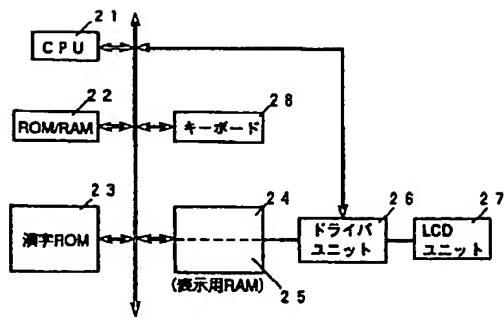 21
CPU
22
ROM/RAM
28
キーボード
23
漢字ROM
24
25
(表示用RAM)
26
ドライバ
ユニット
27
LCD
ユニット